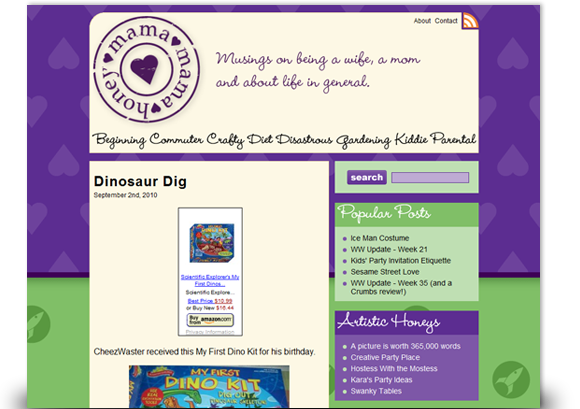 About Contact
mama mama honey
Musings on being a wife, a mom
and about life in general.
Beginning Commuter Crafty Diet Disastrous Gardening Kiddie Parental
Dinosaur Dig
September 2nd, 2010
Scientific Explorer's My
First Dinos...
Scientific Explore...
Best Price $10.99
or Buy New $16.44
Buy
from amazon.com
Privacy Information
CheezWaster received this My First Dino Kit for his birthday.
MY FIRST
DINO KIT
search
Popular Posts
Ice Man Costume
WW Update - Week 21
Kids' Party Invitation Etiquette
Sesame Street Love
WW Update - Week 35 (and a
Crumbs review!)
Artistic Honeys
A picture is worth 365,000 words
Creative Party Place
Hostess With the Mostess
Kara's Party Ideas
Swanky Tables